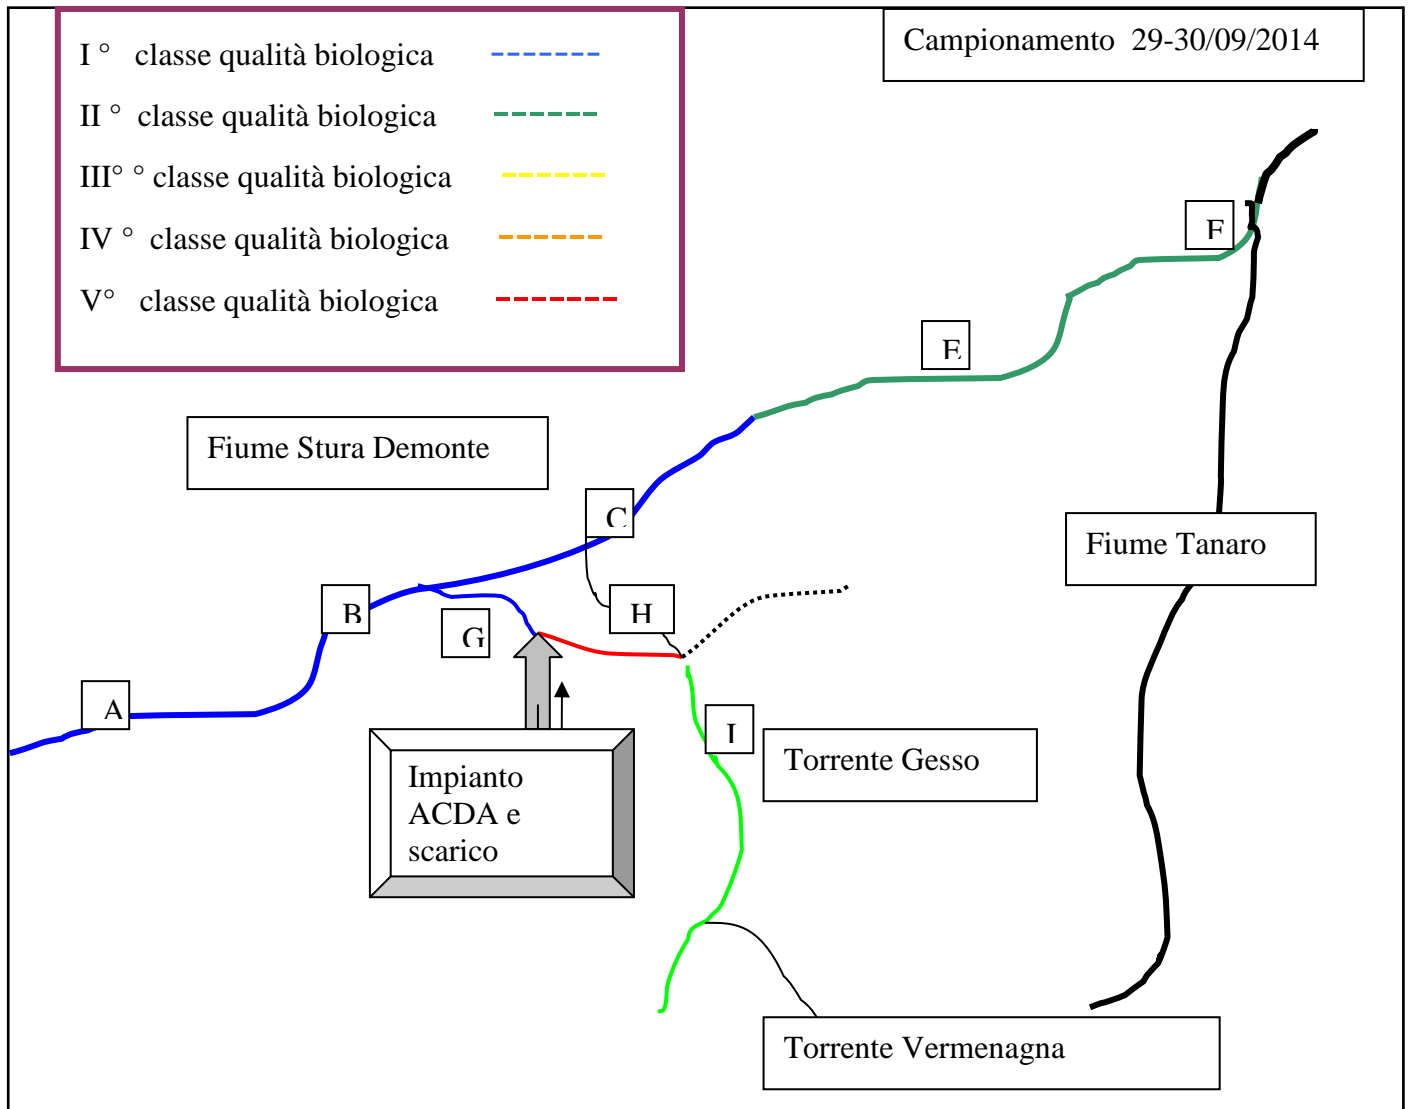 I ° classe qualità biologica
Campionamento 29-30/09/2014
II ° classe qualità biologica
III° ° classe qualità biologica
IV ° classe qualità biologica
V° classe qualità biologica
F
E
Fiume Stura Demonte
C
Fiume Tanaro
B
H
G
A
I
Torrente Gesso
Impianto
ACDA e
scarico
Torrente Vermenagna